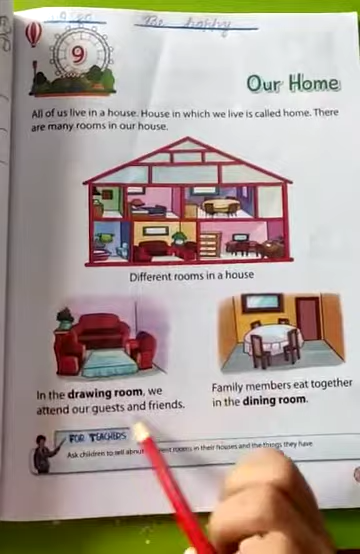 Be happy
9
Our Home
All of us live in a house. House in which we live is called home. There
are many rooms in our house.
Different rooms in a house
In the drawing room, we
attend our guests and friends.
Family members eat together
in the dining room.
FOR TEACHERS
Ask children to tell about rooms in their houses and the things they have